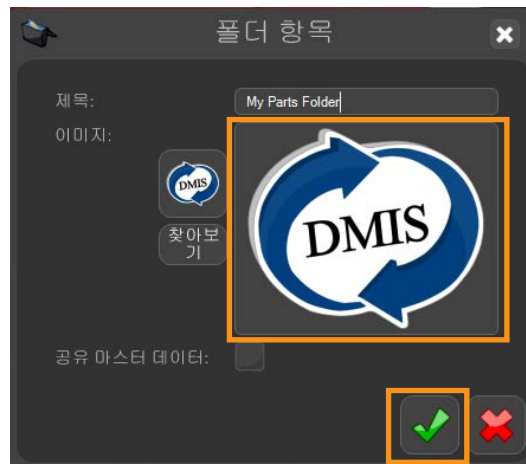 폴더 항목
제목:
My Parts Folder
이미지:
DMIS
DMIS
찾아보
기
공유 마스터 데이터: